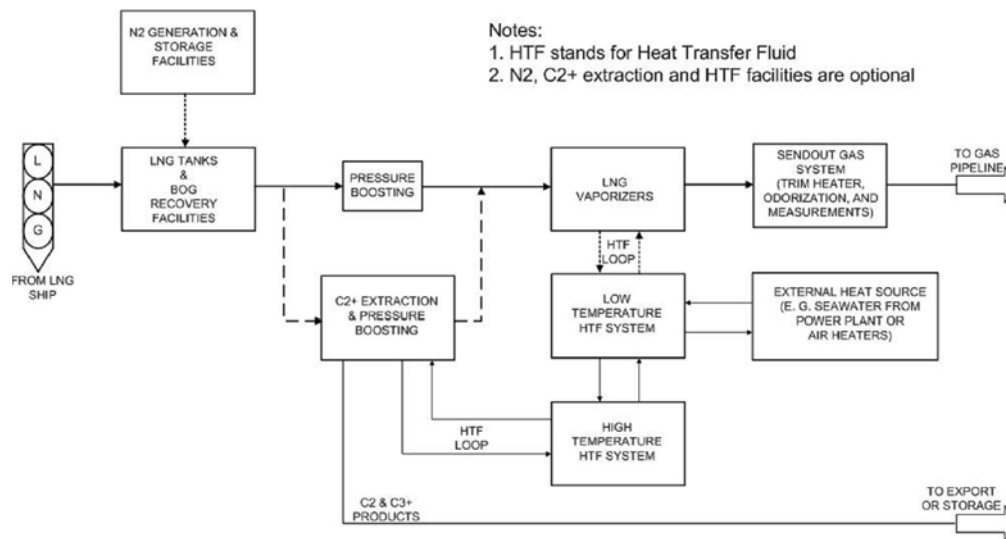 Notes:
1. HTF stands for Heat Transfer Fluid
2. N2, C2+ extraction and HTF facilities are optional
N2 GENERATION &
STORAGE
FACILITIES
L
N
G
FROM LNG
SHIP
LNG TANKS
&
BOG
RECOVERY
FACILITIES
PRESSURE
BOOSTING
LNG
VAPORIZERS
SENDOUT GAS
SYSTEM
(TRIM HEATER,
ODORIZATION, AND
MEASUREMENTS)
TO GAS
PIPELINE
HTF
LOOP
C2+ EXTRACTION
& PRESSURE
BOOSTING
LOW
TEMPERATURE
HTF SYSTEM
EXTERNAL HEAT SOURCE
(E. G. SEAWATER FROM
POWER PLANT OR
AIR HEATERS)
HTF
LOOP
HIGH
TEMPERATURE
HTF SYSTEM
C2 & C3+
PRODUCTS
TO EXPORT
OR STORAGE